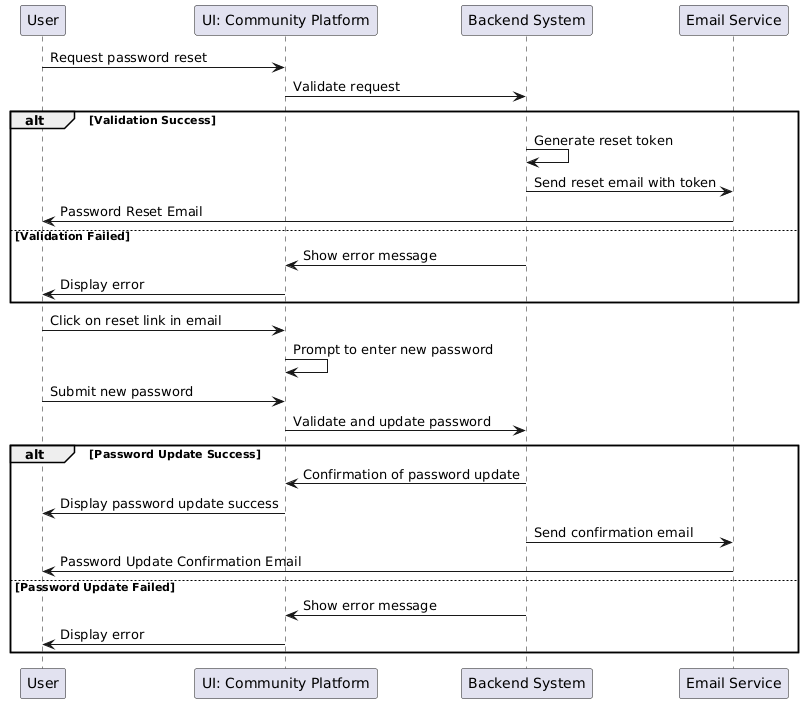 User
UI: Community Platform
Backend System
Email Service
Request password reset
Validate request
alt
[Validation Success]
Generate reset token
Send reset email with token
Password Reset Email
[Validation Failed]
Show error message
Display error
Click on reset link in email
Prompt to enter new password
Submit new password
Validate and update password
alt
[Password Update Success]
Confirmation of password update
Display password update success
Send confirmation email
Password Update Confirmation Email
[Password Update Failed]
Show error message
Display error
User
UI: Community Platform
Backend System
Email Service